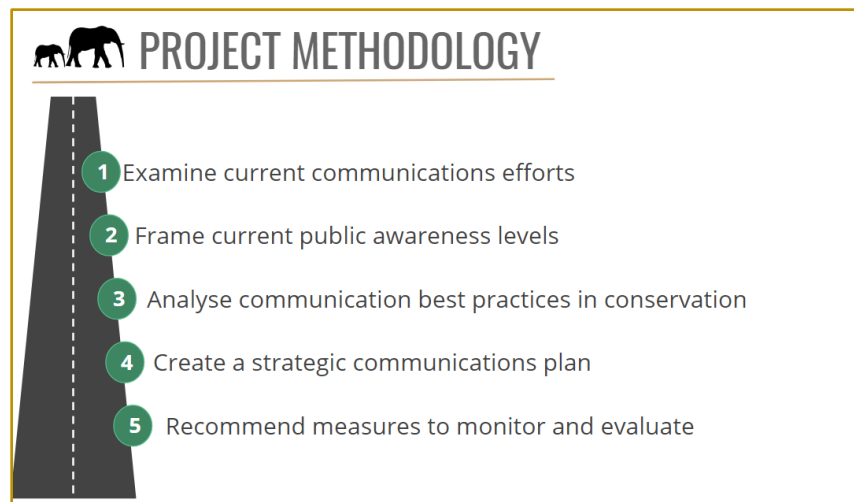 PROJECT METHODOLOGY
1 Examine current communications efforts
2 Frame current public awareness levels
3 Analyse communication best practices in conservation
4 Create a strategic communications plan
5 Recommend measures to monitor and evaluate